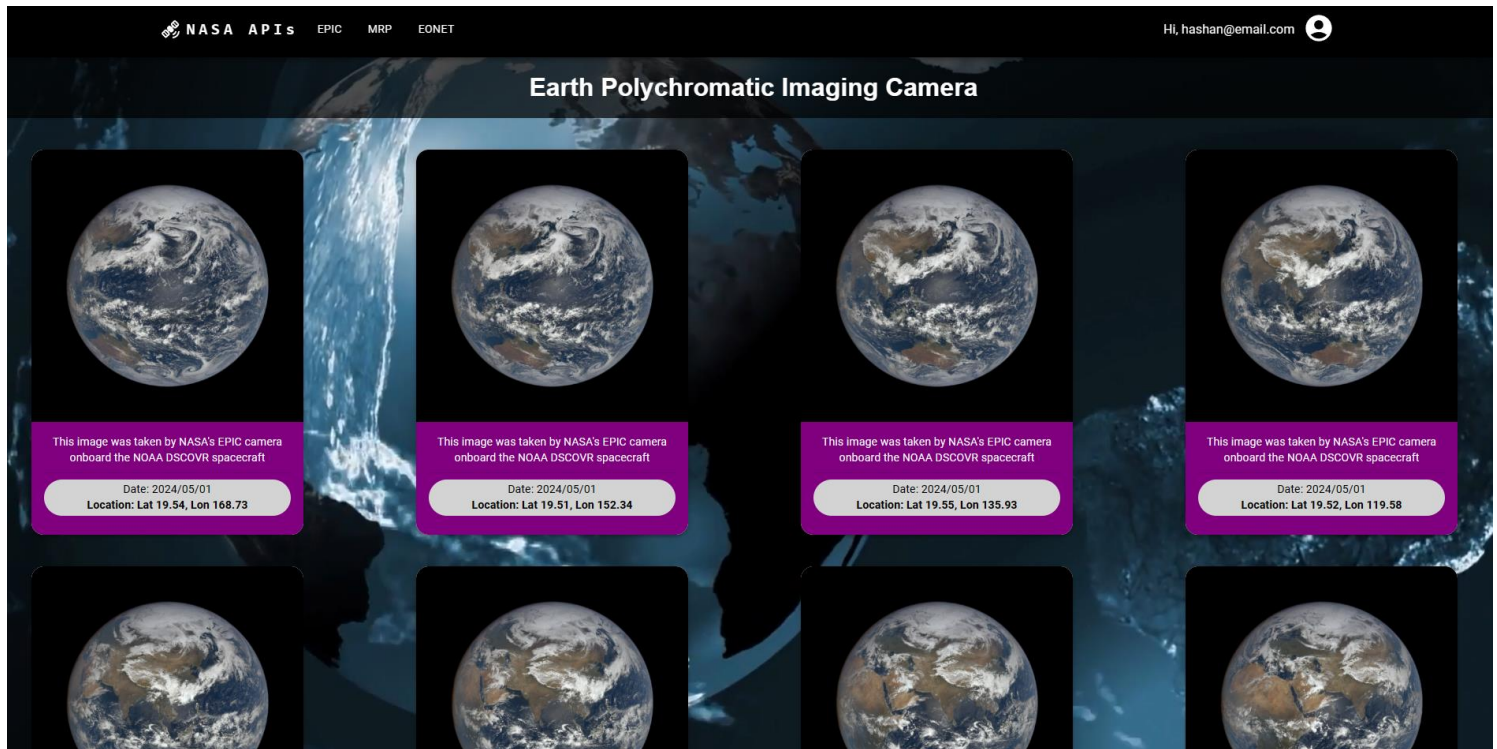 NASA APIs EPIC MRP EONET Hi, hashan@email.com
Earth Polychromatic Imaging Camera
This image was taken by NASA's EPIC camera
onboard the NOAA DSCOVR spacecraft
Date: 2024/05/01
Location: Lat 19.54, Lon 168.73
This image was taken by NASA's EPIC camera
onboard the NOAA DSCOVR spacecraft
Date: 2024/05/01
Location: Lat 19.51, Lon 152.34
This image was taken by NASA's EPIC camera
onboard the NOAA DSCOVR spacecraft
Date: 2024/05/01
Location: Lat 19.55, Lon 135.93
This image was taken by NASA's EPIC camera
onboard the NOAA DSCOVR spacecraft
Date: 2024/05/01
Location: Lat 19.52, Lon 119.58